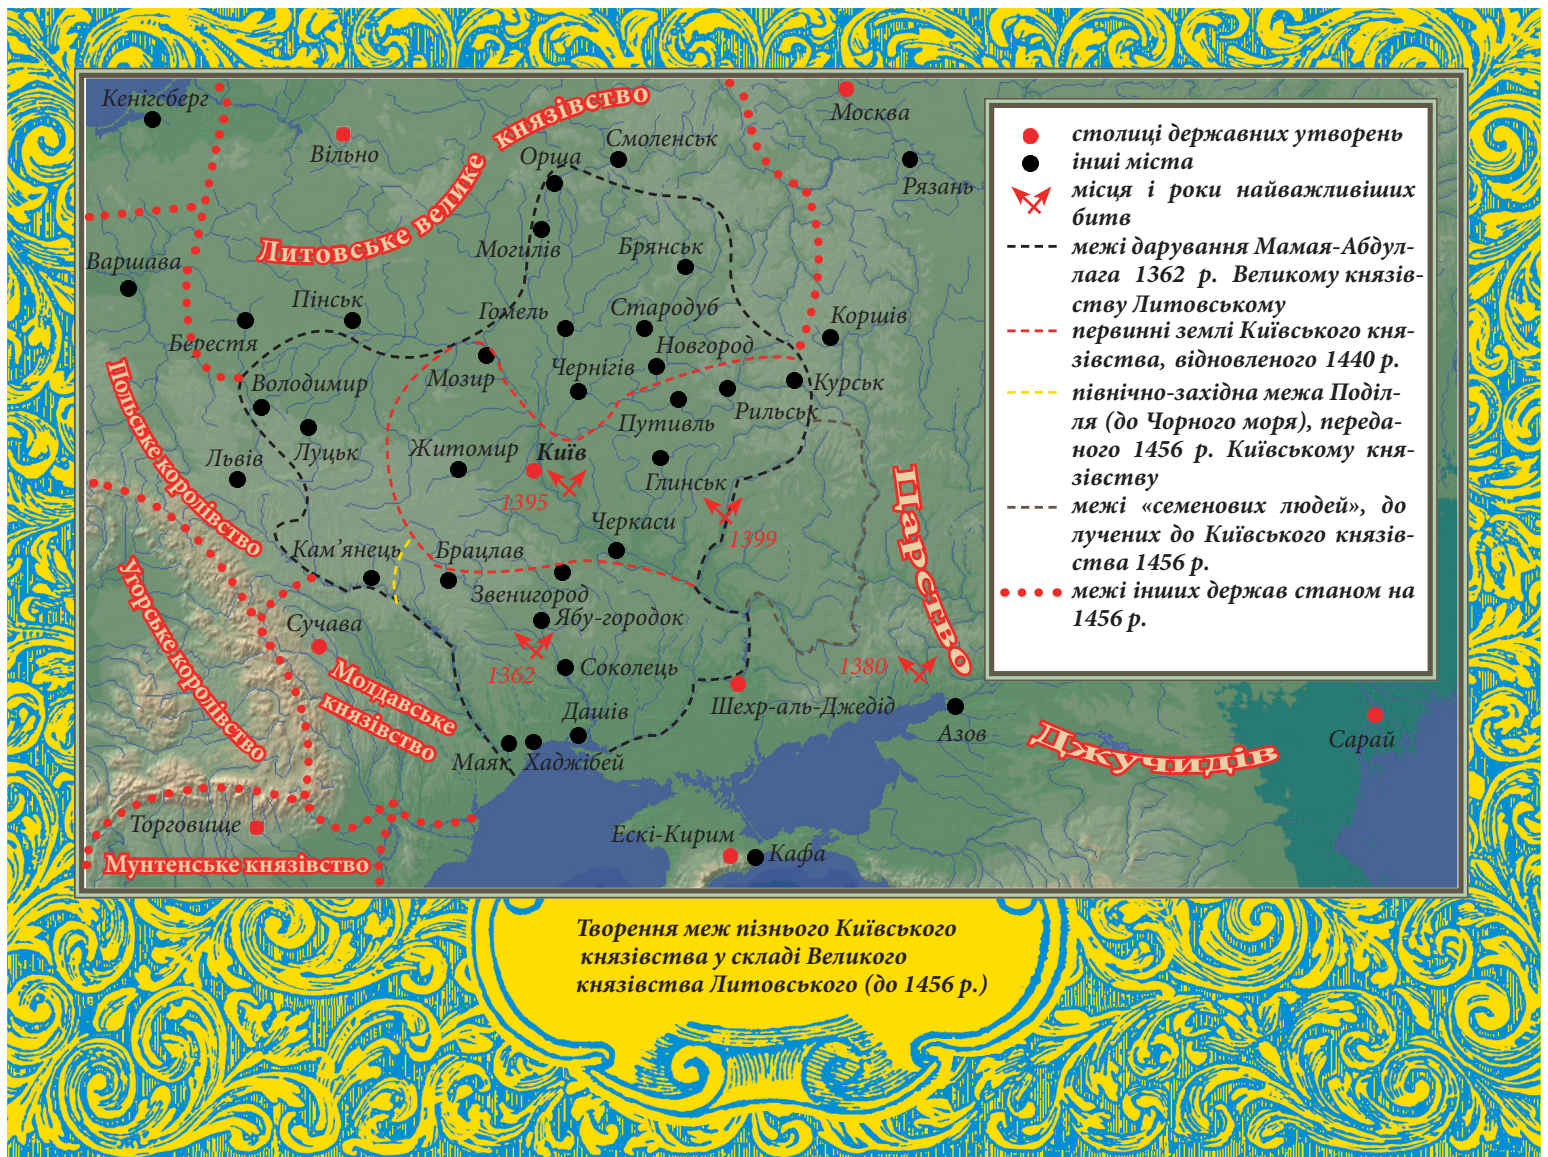 Кенігсберг
Вільно
Литовське велике князівство
Орша
Смоленськ
Москва
Рязань
Могилів
Брянськ
Варшава
Пінськ
Гомель
Стародуб
Коршів
Берестя
Новгород
Польське королівство
Володимир
Мозир
Чернігів
Курськ
Рильськ
Путивль
Луцьк
Львів
Житомир
Київ
1395
Глинськ
1399
Черкаси
Царство
Кам’янець
Брацлав
Звенигород
Угорське королівство
Сучава
Ябу-городок
1362
Соколець
1380
Молдавське
князівство
Шехр-аль-Джедід
Дашів
Азов
Джучидів
Сарай
Маяк
Хаджібей
Торговище
Ескі-Кирим
Кафа
Мунтенське князівство
столиці державних утворень
інші міста
місця і роки найважливіших
битв
межі дарування Мамая-Абдул-
лага 1362 р. Великому князів-
ству Литовському
первинні землі Київського кня-
зівства, відновленого 1440 р.
північно-західна межа Поділ-
ля (до Чорного моря), переда-
ного 1456 р. Київському кня-
зівству
межі «семенових людей», до
лучених до Київського князів-
ства 1456 р.
межі інших держав станом на
1456 р.
Творення меж пізнього Київського
князівства у складі Великого
князівства Литовського (до 1456 р.)